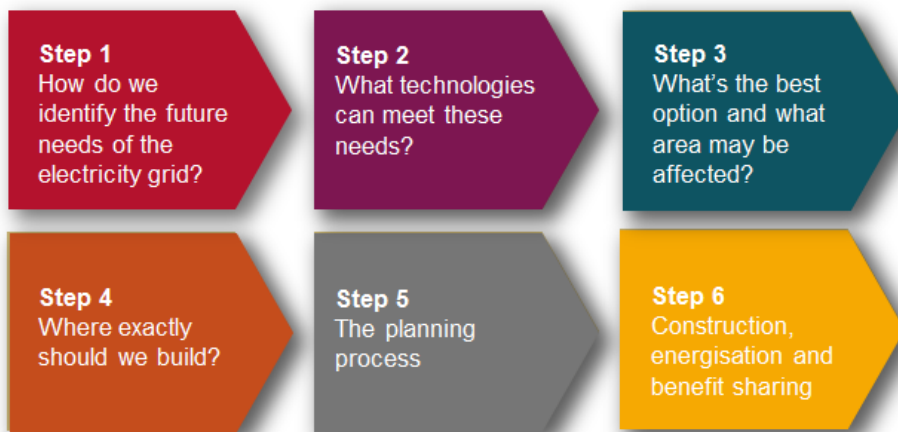 Step 1
How do we
identify the future
needs of the
electricity grid?
Step 2
What technologies
can meet these
needs?
Step 3
What's the best
option and what
area may be
affected?
Step 4
Where exactly
should we build?
Step 5
The planning
process
Step 6
Construction,
energisation and
benefit sharing